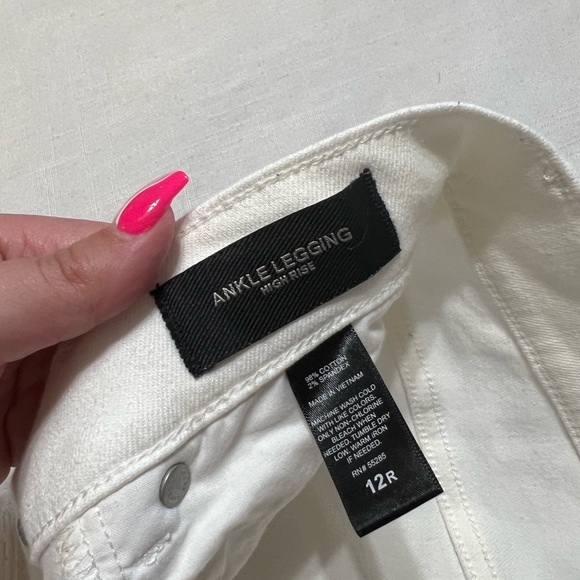 ANKLE LEGGING
HIGH RISE
98% COTTON
2% SPANDEX
MADE IN VIETNAM
MACHINE WASH COLD
WITH LIKE COLORS.
ONLY NON-CHLORINE
BLEACH WHEN
NEEDED. TUMBLE DRY
LOW. WARM IRON
IF NEEDED.
RN# 55285
12R